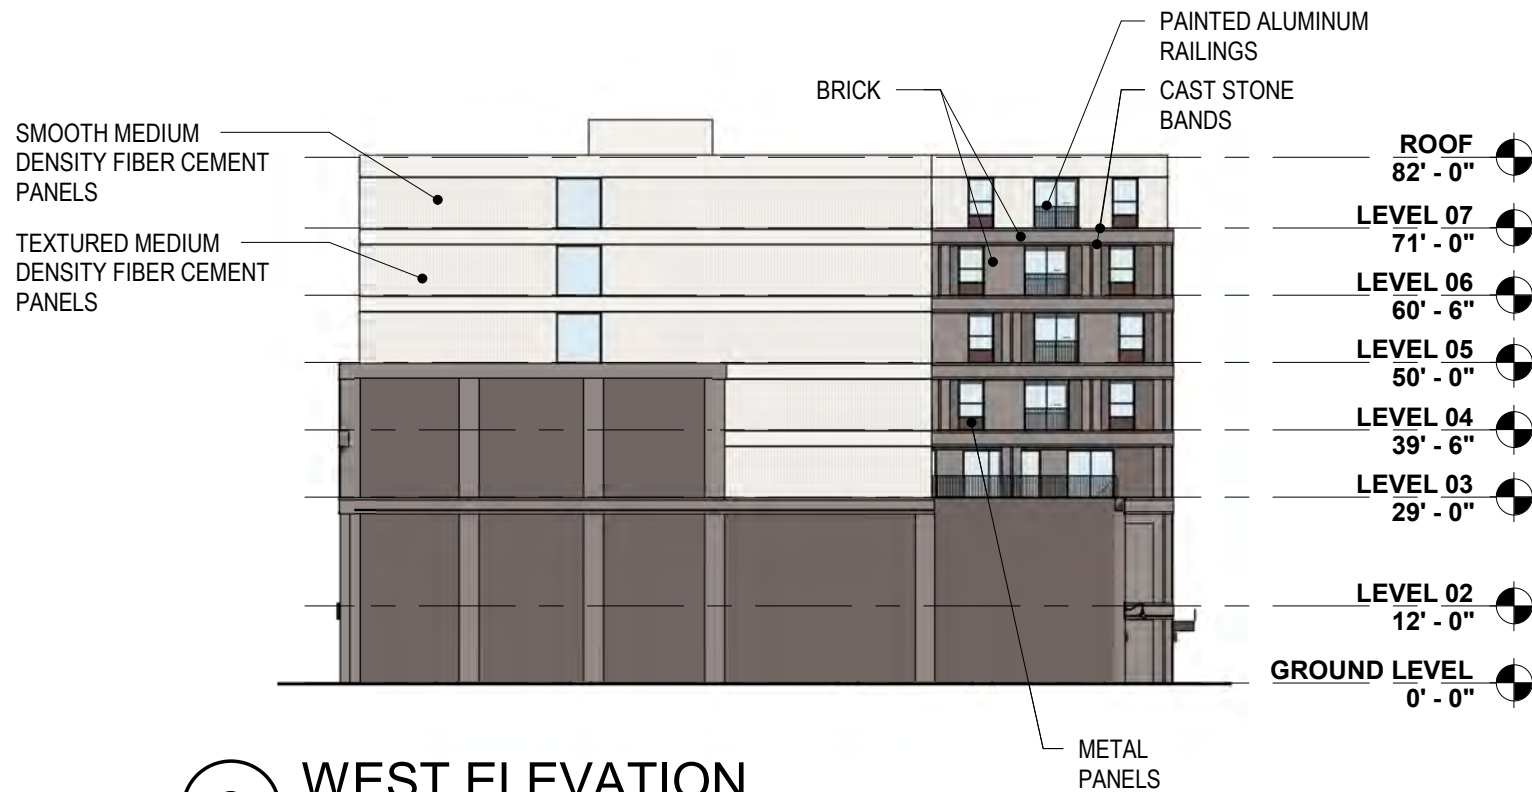 PAINTED ALUMINUM
RAILINGS
BRICK
CAST STONE
BANDS
SMOOTH MEDIUM
DENSITY FIBER CEMENT
PANELS
TEXTURED MEDIUM
DENSITY FIBER CEMENT
PANELS
ROOF
82' - 0"
LEVEL 07
71' - 0"
LEVEL 06
60' - 6"
LEVEL 05
50' - 0"
LEVEL 04
39' - 6"
LEVEL 03
29' - 0"
LEVEL 02
12' - 0"
GROUND LEVEL
0' - 0"
METAL
PANELS
WEST ELEVATION